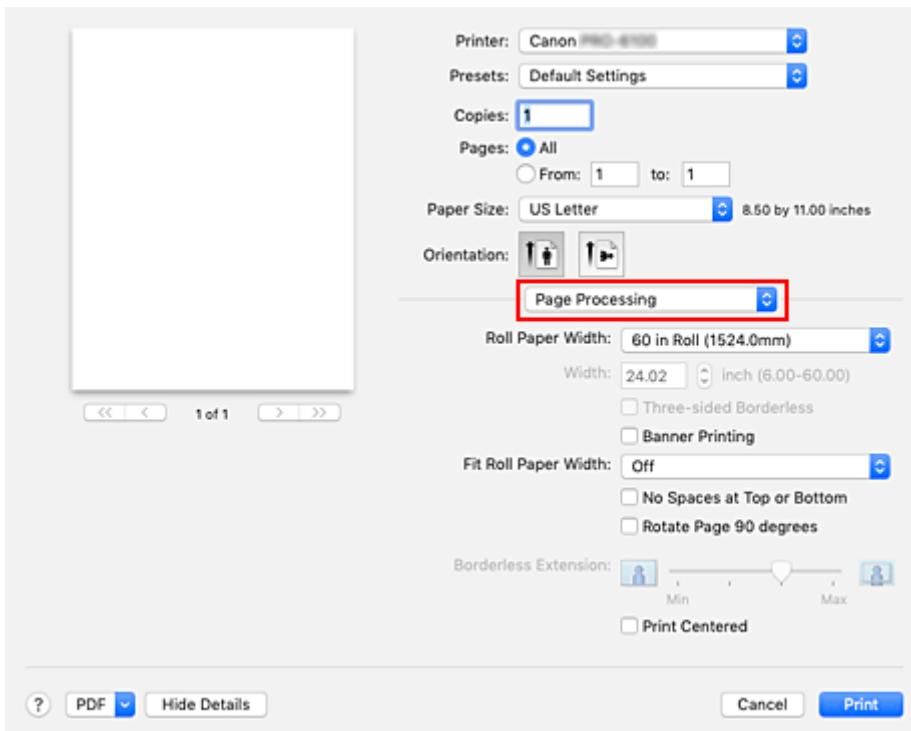 Printer: Canon
Presets: Default Settings
Copies: 1
Pages: All
From: 1 to: 1
Paper Size: US Letter 8.50 by 11.00 inches
Orientation:
Page Processing
Roll Paper Width: 60 in Roll (1524.0mm)
Width: 24.02 inch (6.00-60.00)
Three-sided Borderless
Banner Printing
Fit Roll Paper Width: Off
No Spaces at Top or Bottom
Rotate Page 90 degrees
Borderless Extension:
Min Max
Print Centered
1 of 1
? PDF Hide Details Cancel Print